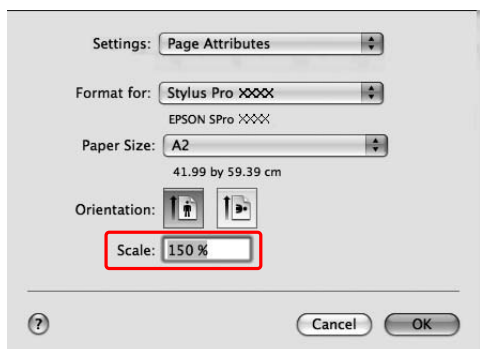 Settings: Page Attributes
Format for: Stylus Pro XXXX
EPSON SPro XXXX
Paper Size: A2
41.99 by 59.39 cm
Orientation:
Scale: 150 %
? Cancel OK